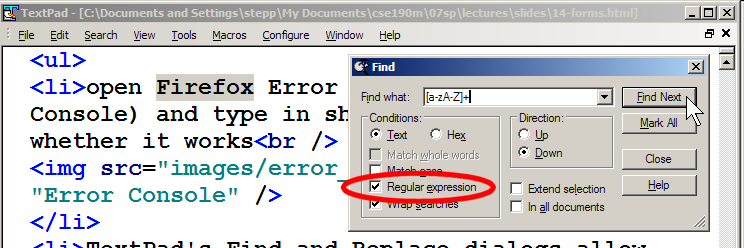 TextPad - [C:\Documents and Settings\stepp\My Documents\cse190m\07sp\lectures\slides\14-forms.html]
File Edit Search View Tools Macros Configure Window Help
<ul>
<li>open Firefox Error
Console) and type in sh
whether it works<br />
<img src="images/error_
"Error Console" />
</li>
<li>TextPad's Find and Replace dialogs allow
Find
Find what: [a-zA-Z]+
Find Next
Mark All
Close
Help
Conditions:
Text Hex
Match whole words
Match case
Regular expression
Wrap searches
Direction:
Up
Down
Extend selection
In all documents